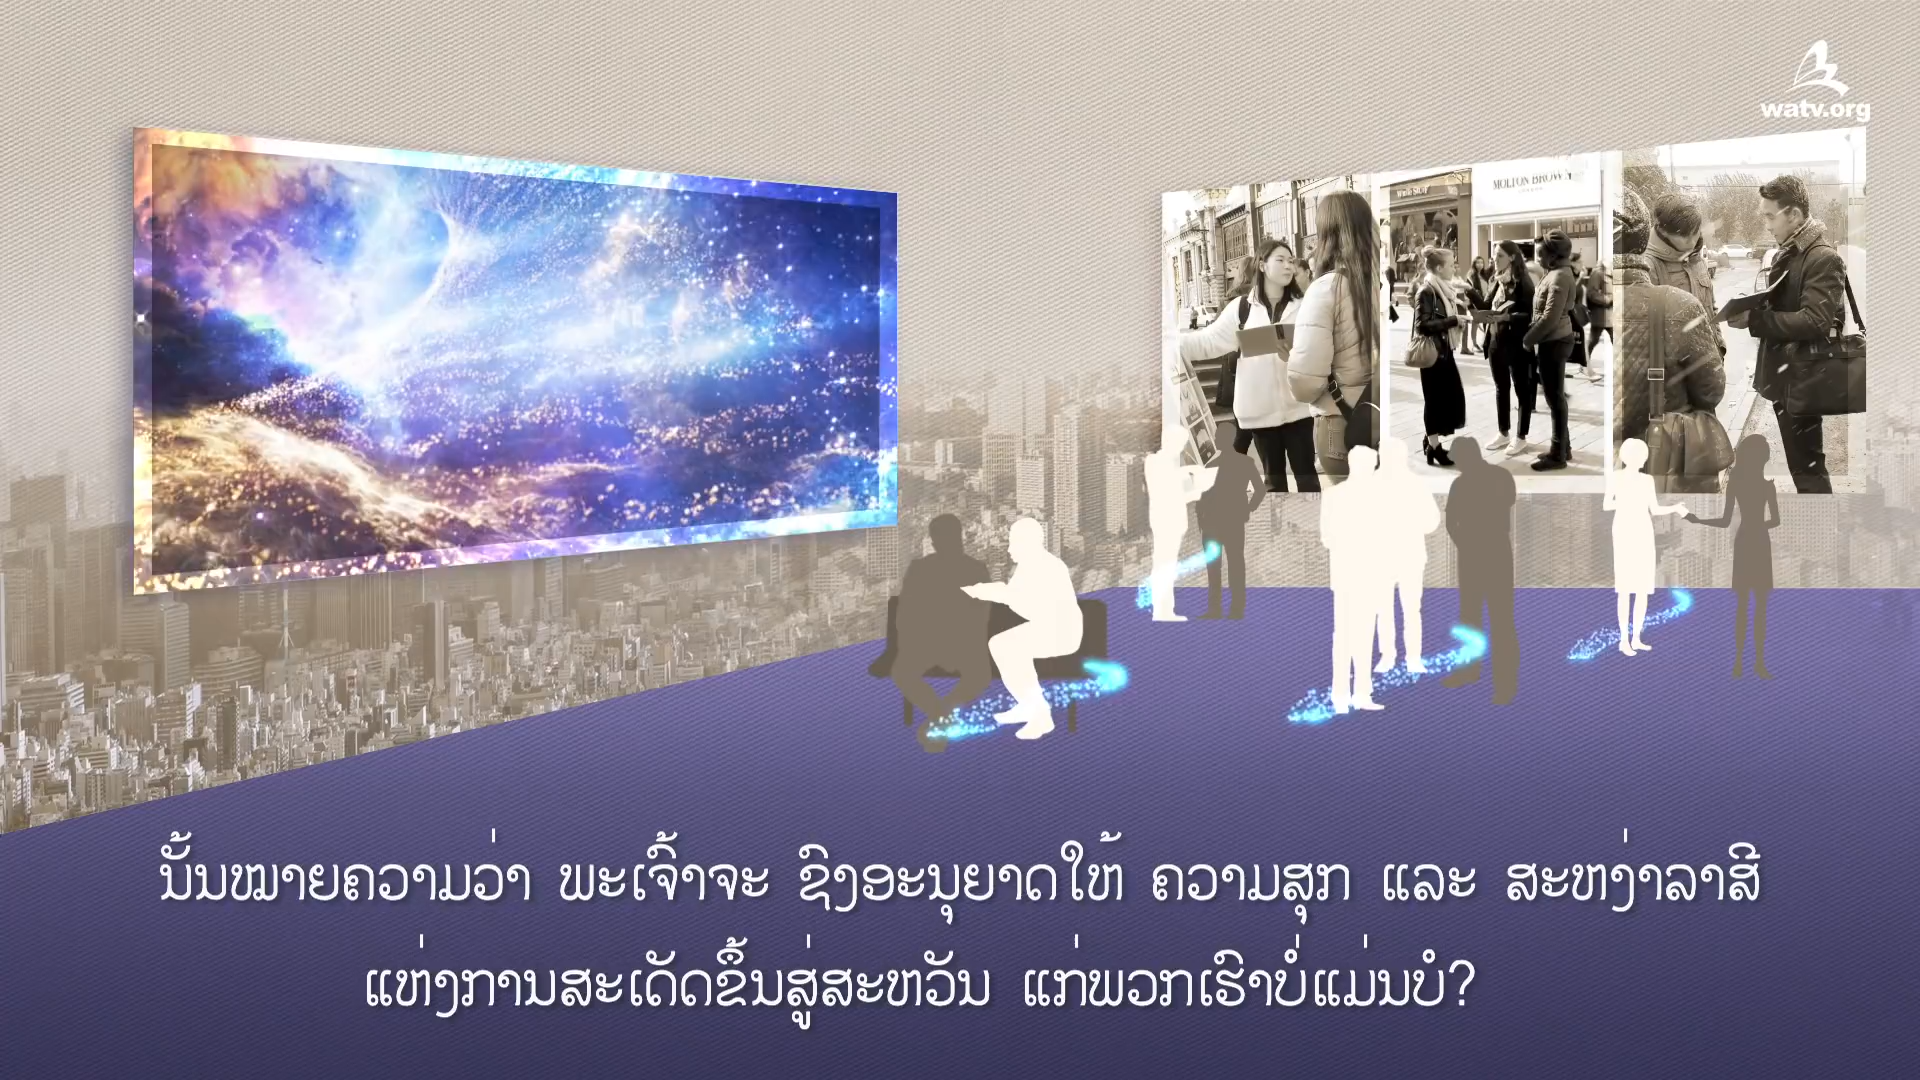 watv.org
MOLTON BROWN
ນັ້ນໝາຍຄວາມວ່າ ພະເຈົ້າຈະ ຊົງອະນຸຍາດໃຫ້ ຄວາມສຸກ ແລະ ສະຫງ່າລາສີ
ແຫ່ງການສະເດັດຂຶ້ນສູ່ສະຫວັນ ແກ່ພວກເຮົາບໍ່ແມ່ນບໍ?